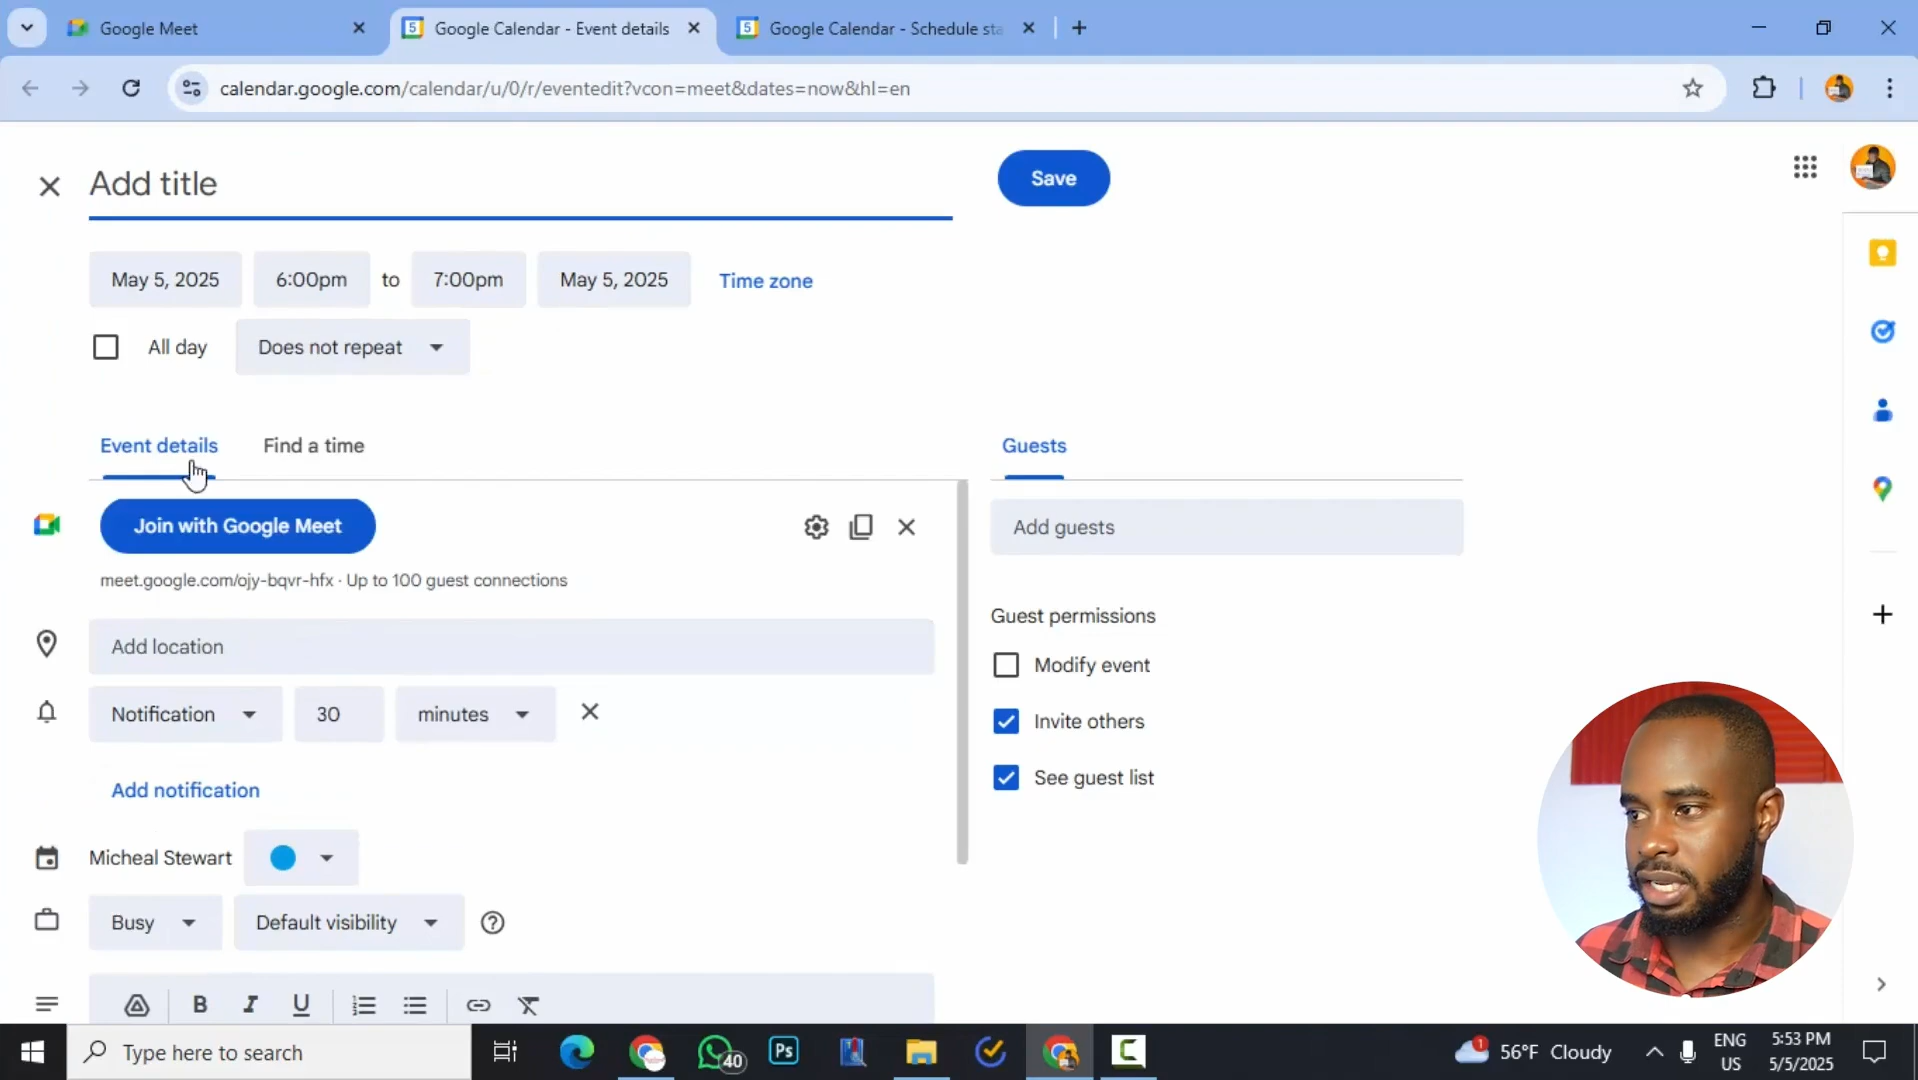 Google Meet
Google Calendar - Event details
Google Calendar - Schedule sta
calendar.google.com/calendar/u/0/r/eventedit?vcon=meet&dates=now&hl=en
Add title
Save
May 5, 2025
6:00pm
to
7:00pm
May 5, 2025
Time zone
All day
Does not repeat
Event details
Find a time
Guests
Join with Google Meet
Add guests
meet.google.com/ojy-bqvr-hfx · Up to 100 guest connections
Guest permissions
Add location
Modify event
Notification
30
minutes
Invite others
See guest list
Add notification
Micheal Stewart
Busy
Default visibility
B I U
Type here to search
40
Ps
1
56°F Cloudy
ENG
US
5:53 PM
5/5/2025